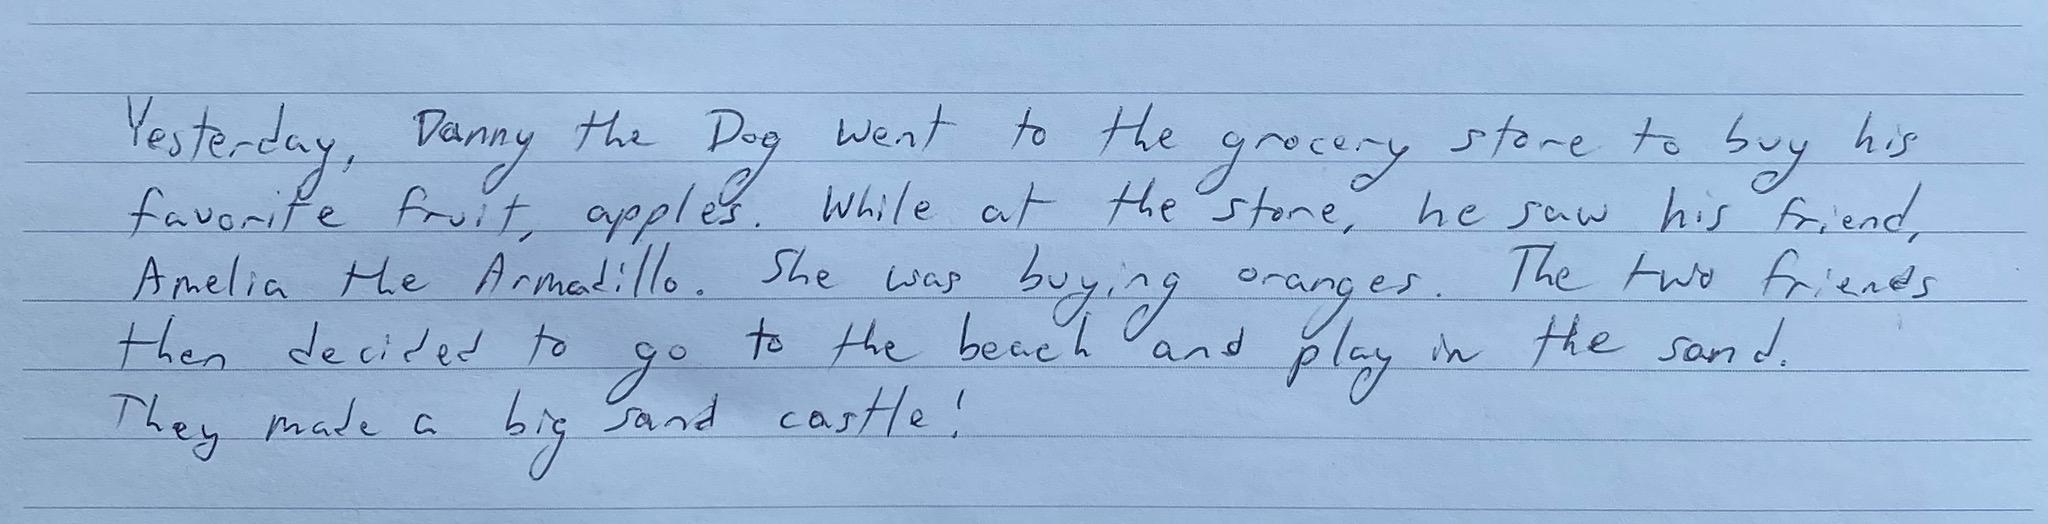 Yesterday, Danny the Dog went to the grocery store to buy his
favorite fruit, apples. While at the store, he saw his friend,
Amelia the Armadillo. She was buying oranges. The two friends
then decided to go to the beach and play in the sand.
They made a big sand castle!